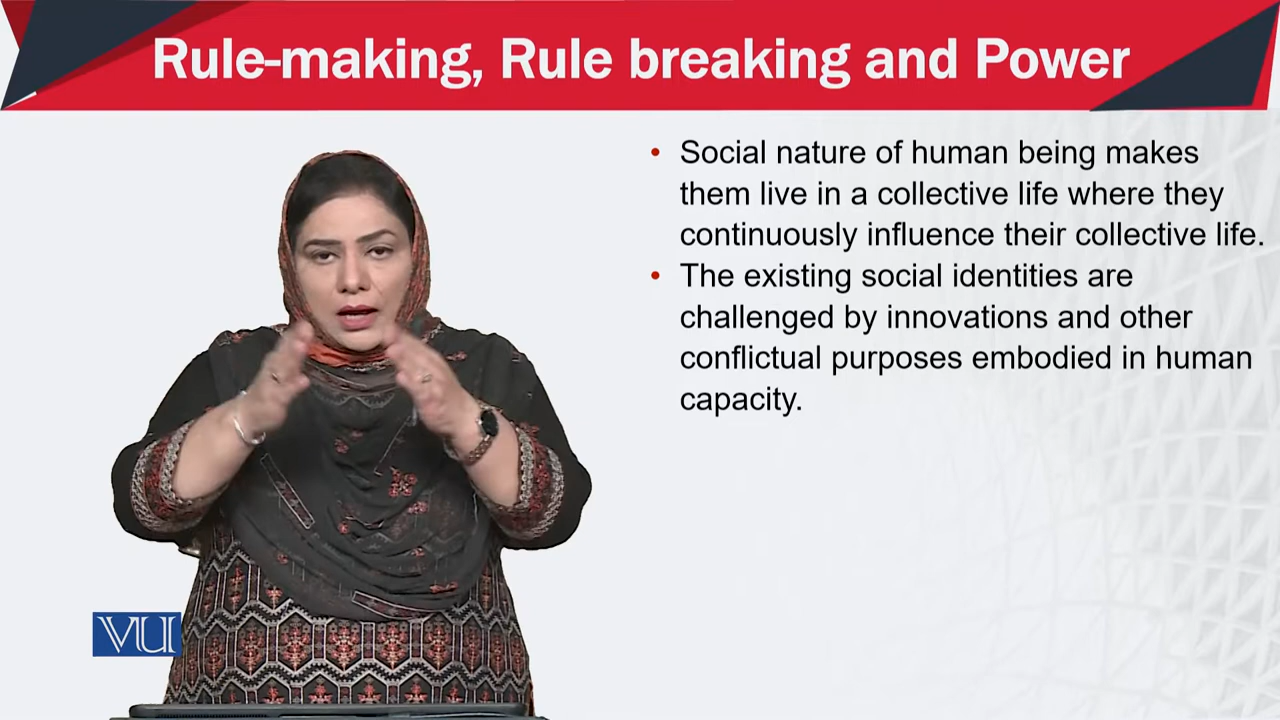 Rule-making, Rule breaking and Power
• Social nature of human being makes
them live in a collective life where they
continuously influence their collective life.
• The existing social identities are
challenged by innovations and other
conflictual purposes embodied in human
capacity.
VU